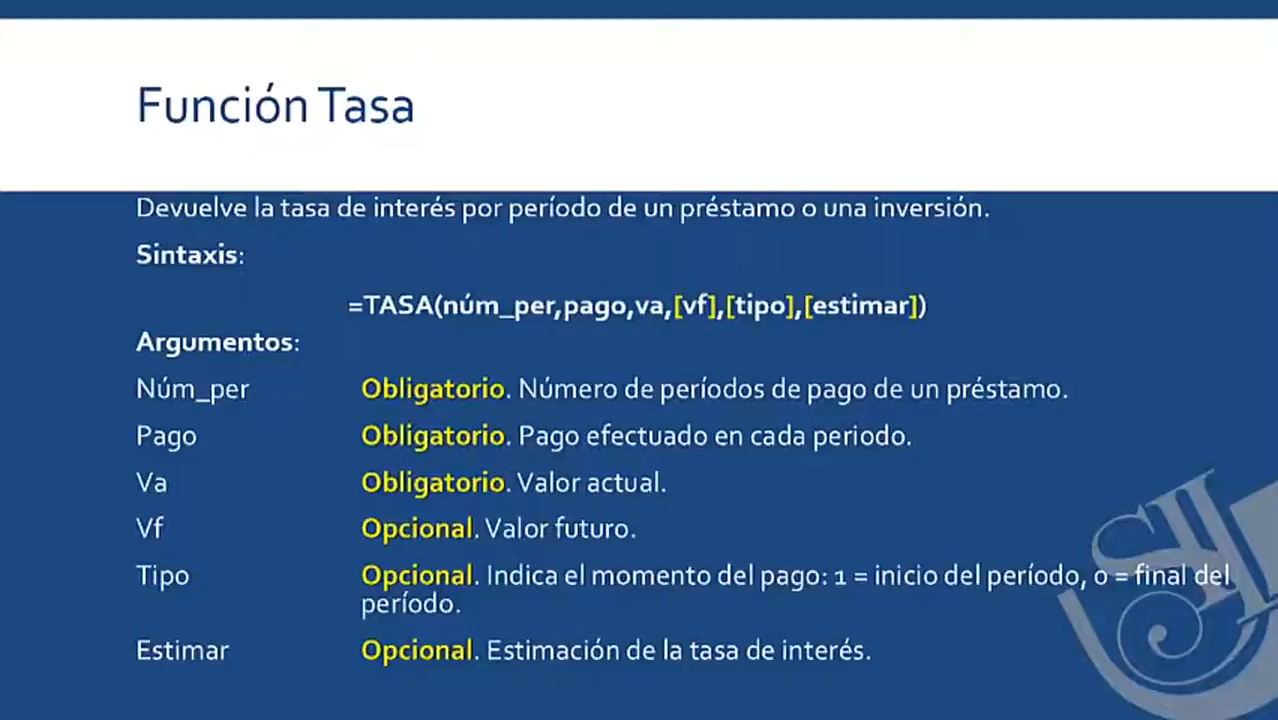 Función Tasa
Devuelve la tasa de interés por período de un préstamo o una inversión.
Sintaxis:
=TASA(núm_per,pago,va,[vf],[tipo],[estimar])
Argumentos:
Núm_per Obligatorio. Número de períodos de pago de un préstamo.
Pago Obligatorio. Pago efectuado en cada periodo.
Va Obligatorio. Valor actual.
Vf Opcional. Valor futuro.
Tipo Opcional. Indica el momento del pago: 1 = inicio del período, 0 = final del
período.
Estimar Opcional. Estimación de la tasa de interés.